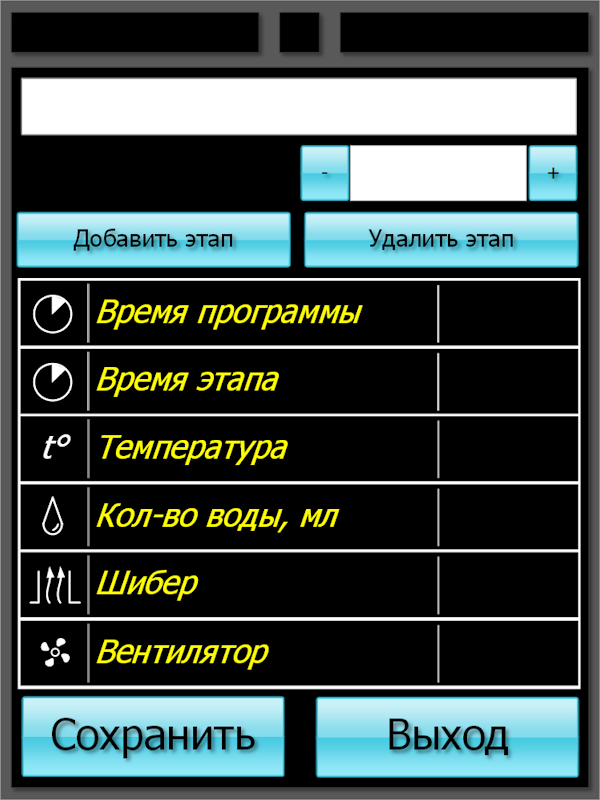 - +
Добавить этап Удалить этап
Время программы
Время этапа
t° Температура
Кол-во воды, мл
Шибер
Вентилятор
Сохранить Выход